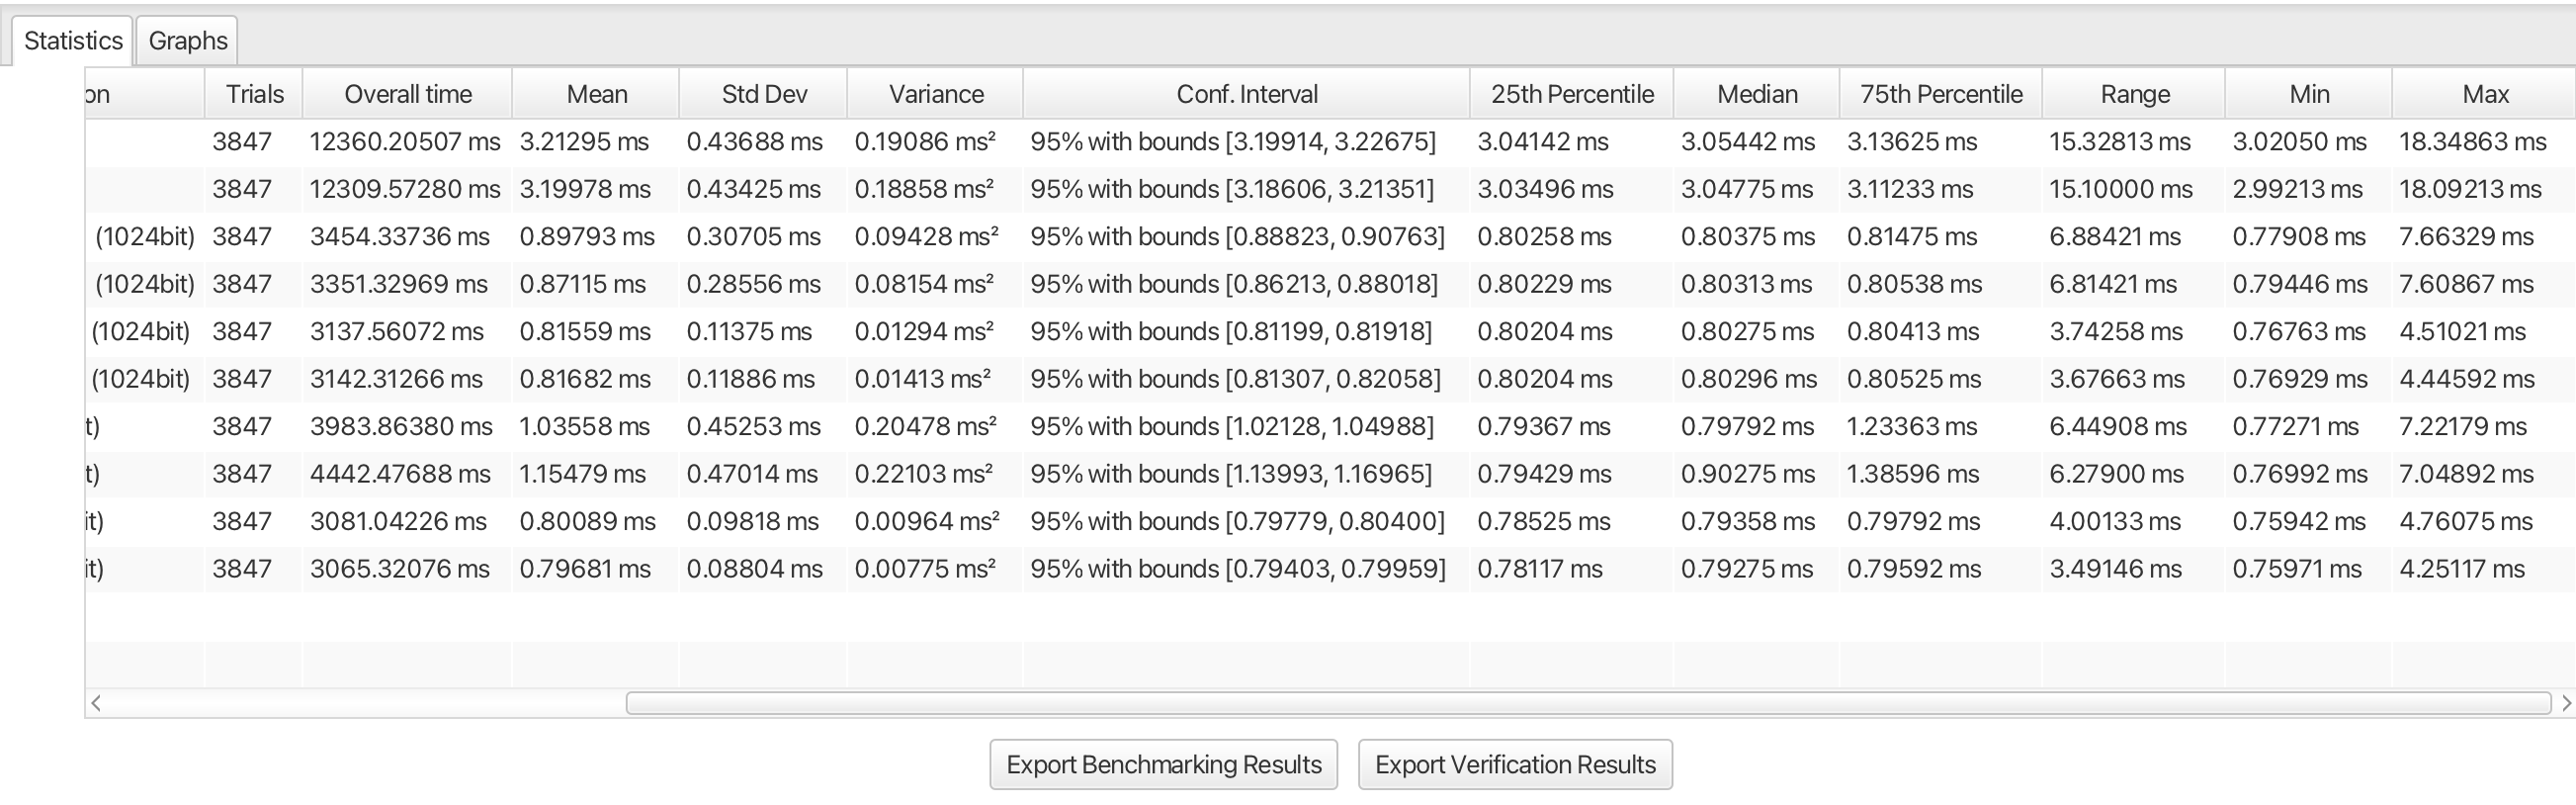 Statistics Graphs
on Trials Overall time Mean Std Dev Variance Conf. Interval 25th Percentile Median 75th Percentile Range Min Max
3847 12360.20507 ms 3.21295 ms 0.43688 ms 0.19086 ms² 95% with bounds [3.19914, 3.22675] 3.04142 ms 3.05442 ms 3.13625 ms 15.32813 ms 3.02050 ms 18.34863 ms
3847 12309.57280 ms 3.19978 ms 0.43425 ms 0.18858 ms² 95% with bounds [3.18606, 3.21351] 3.03496 ms 3.04775 ms 3.11233 ms 15.10000 ms 2.99213 ms 18.09213 ms
(1024bit) 3847 3454.33736 ms 0.89793 ms 0.30705 ms 0.09428 ms² 95% with bounds [0.88823, 0.90763] 0.80258 ms 0.80375 ms 0.81475 ms 6.88421 ms 0.77908 ms 7.66329 ms
(1024bit) 3847 3351.32969 ms 0.87115 ms 0.28556 ms 0.08154 ms² 95% with bounds [0.86213, 0.88018] 0.80229 ms 0.80313 ms 0.80538 ms 6.81421 ms 0.79446 ms 7.60867 ms
(1024bit) 3847 3137.56072 ms 0.81559 ms 0.11375 ms 0.01294 ms² 95% with bounds [0.81199, 0.81918] 0.80204 ms 0.80275 ms 0.80413 ms 3.74258 ms 0.76763 ms 4.51021 ms
(1024bit) 3847 3142.31266 ms 0.81682 ms 0.11886 ms 0.01413 ms² 95% with bounds [0.81307, 0.82058] 0.80204 ms 0.80296 ms 0.80525 ms 3.67663 ms 0.76929 ms 4.44592 ms
t) 3847 3983.86380 ms 1.03558 ms 0.45253 ms 0.20478 ms² 95% with bounds [1.02128, 1.04988] 0.79367 ms 0.79792 ms 1.23363 ms 6.44908 ms 0.77271 ms 7.22179 ms
t) 3847 4442.47688 ms 1.15479 ms 0.47014 ms 0.22103 ms² 95% with bounds [1.13993, 1.16965] 0.79429 ms 0.90275 ms 1.38596 ms 6.27900 ms 0.76992 ms 7.04892 ms
it) 3847 3081.04226 ms 0.80089 ms 0.09818 ms 0.00964 ms² 95% with bounds [0.79779, 0.80400] 0.78525 ms 0.79358 ms 0.79792 ms 4.00133 ms 0.75942 ms 4.76075 ms
it) 3847 3065.32076 ms 0.79681 ms 0.08804 ms 0.00775 ms² 95% with bounds [0.79403, 0.79959] 0.78117 ms 0.79275 ms 0.79592 ms 3.49146 ms 0.75971 ms 4.25117 ms
Export Benchmarking Results Export Verification Results